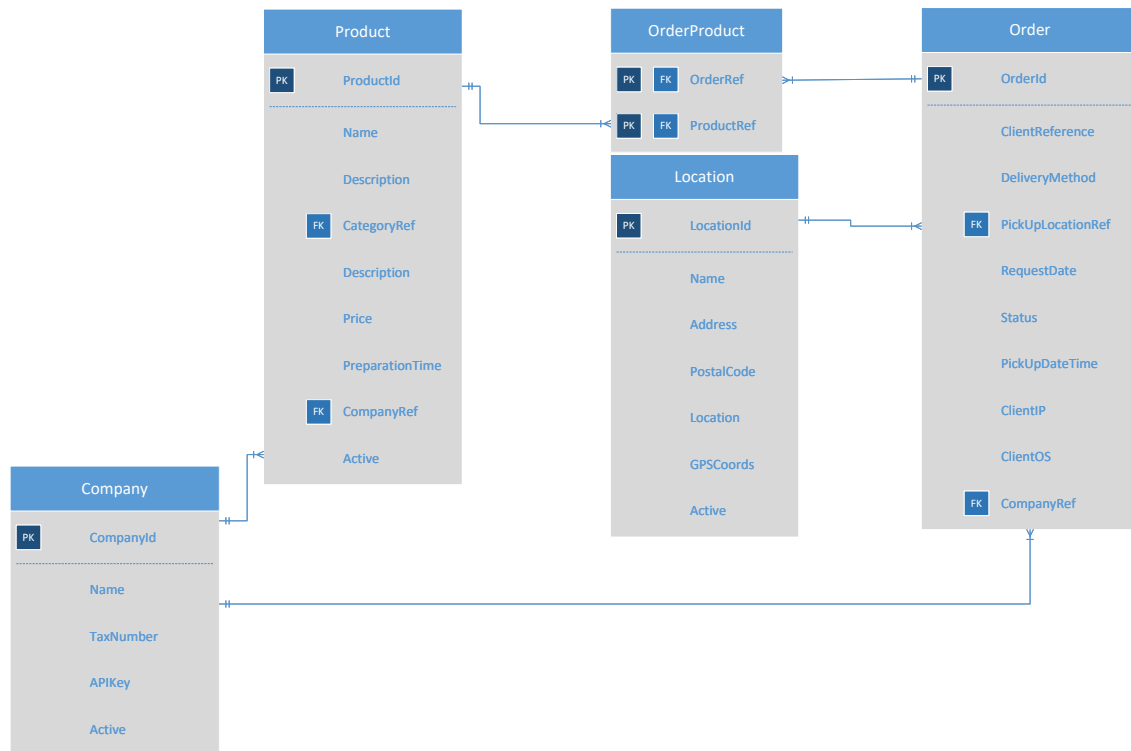 Product
PK ProductId
Name
Description
FK CategoryRef
Description
Price
PreparationTime
FK CompanyRef
Active
OrderProduct
PK FK OrderRef
PK FK ProductRef
Location
PK LocationId
Name
Address
PostalCode
Location
GPSCoords
Active
Order
PK OrderId
ClientReference
DeliveryMethod
FK PickUpLocationRef
RequestDate
Status
PickUpDateTime
ClientIP
ClientOS
FK CompanyRef
Company
PK CompanyId
Name
TaxNumber
APIKey
Active